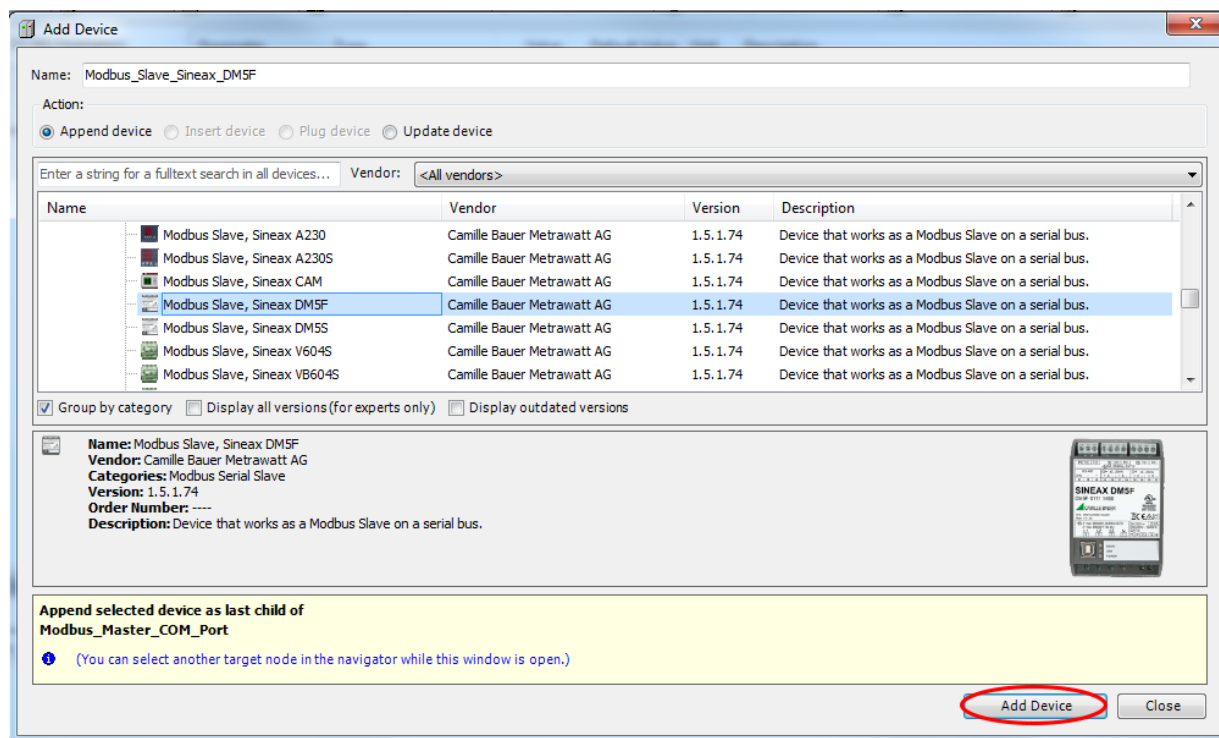 Add Device
Name: Modbus_Slave_Sineax_DM5F
Action:
Append device Insert device Plug device Update device
Enter a string for a fulltext search in all devices... Vendor: <All vendors>
Name Vendor Version Description
Modbus Slave, Sineax A230 Camille Bauer Metrawatt AG 1.5.1.74 Device that works as a Modbus Slave on a serial bus.
Modbus Slave, Sineax A230S Camille Bauer Metrawatt AG 1.5.1.74 Device that works as a Modbus Slave on a serial bus.
Modbus Slave, Sineax CAM Camille Bauer Metrawatt AG 1.5.1.74 Device that works as a Modbus Slave on a serial bus.
Modbus Slave, Sineax DM5F Camille Bauer Metrawatt AG 1.5.1.74 Device that works as a Modbus Slave on a serial bus.
Modbus Slave, Sineax DM5S Camille Bauer Metrawatt AG 1.5.1.74 Device that works as a Modbus Slave on a serial bus.
Modbus Slave, Sineax V604S Camille Bauer Metrawatt AG 1.5.1.74 Device that works as a Modbus Slave on a serial bus.
Modbus Slave, Sineax VB604S Camille Bauer Metrawatt AG 1.5.1.74 Device that works as a Modbus Slave on a serial bus.
Group by category Display all versions (for experts only) Display outdated versions
Name: Modbus Slave, Sineax DM5F
Vendor: Camille Bauer Metrawatt AG
Categories: Modbus Serial Slave
Version: 1.5.1.74
Order Number: ----
Description: Device that works as a Modbus Slave on a serial bus.
SINEAX DM5F
Append selected device as last child of
Modbus_Master_COM_Port
(You can select another target node in the navigator while this window is open.)
Add Device Close